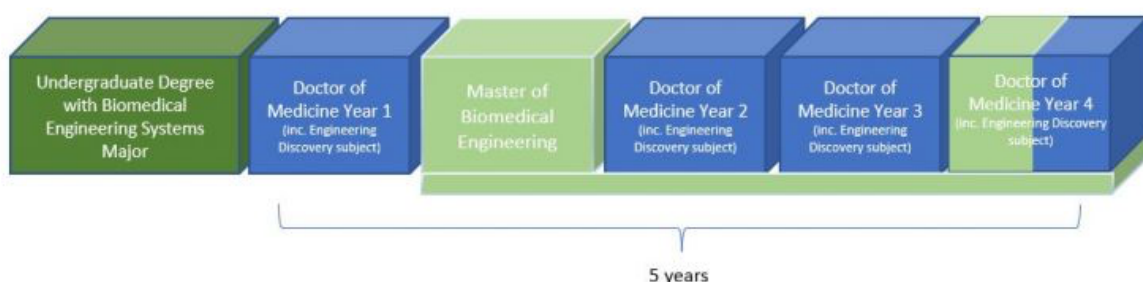 Undergraduate Degree
with Biomedical
Engineering Systems
Major
Doctor of
Medicine Year 1
(inc. Engineering
Discovery subject)
Master of
Biomedical
Engineering
Doctor of
Medicine Year 2
(inc. Engineering
Discovery subject)
Doctor of
Medicine Year 3
(inc. Engineering
Discovery subject)
Doctor of
Medicine Year 4
(inc. Engineering Discovery
subject)
5 years